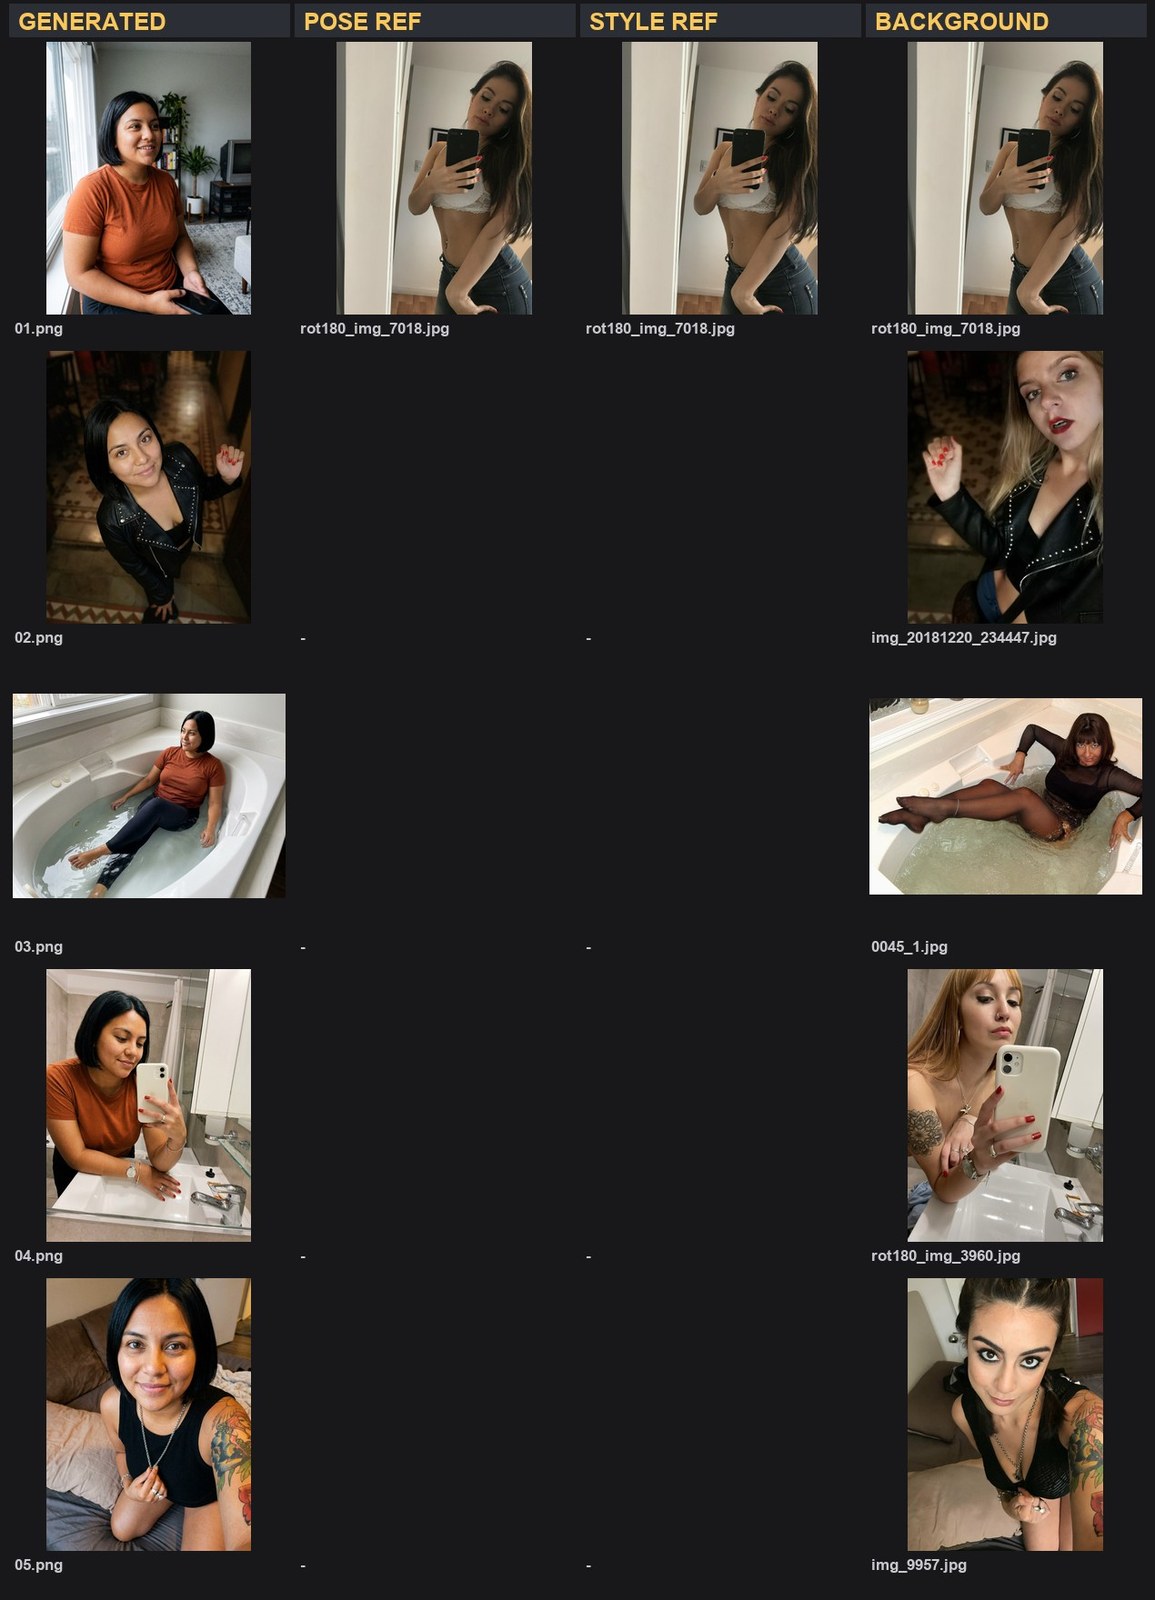 GENERATED POSE REF STYLE REF BACKGROUND
01.png rot180_img_7018.jpg rot180_img_7018.jpg rot180_img_7018.jpg
02.png - - img_20181220_234447.jpg
03.png - - 0045_1.jpg
04.png - - rot180_img_3960.jpg
05.png - - img_9957.jpg